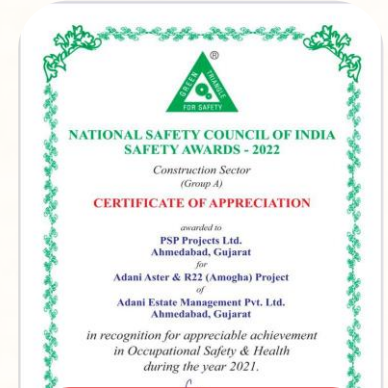 GREEN TRIANGLE ®
FOR SAFETY
NATIONAL SAFETY COUNCIL OF INDIA
SAFETY AWARDS - 2022
Construction Sector
(Group A)
CERTIFICATE OF APPRECIATION
awarded to
PSP Projects Ltd.
Ahmedabad, Gujarat
for
Adani Aster & R22 (Amogha) Project
of
Adani Estate Management Pvt. Ltd.
Ahmedabad, Gujarat
in recognition for appreciable achievement
in Occupational Safety & Health
during the year 2021.